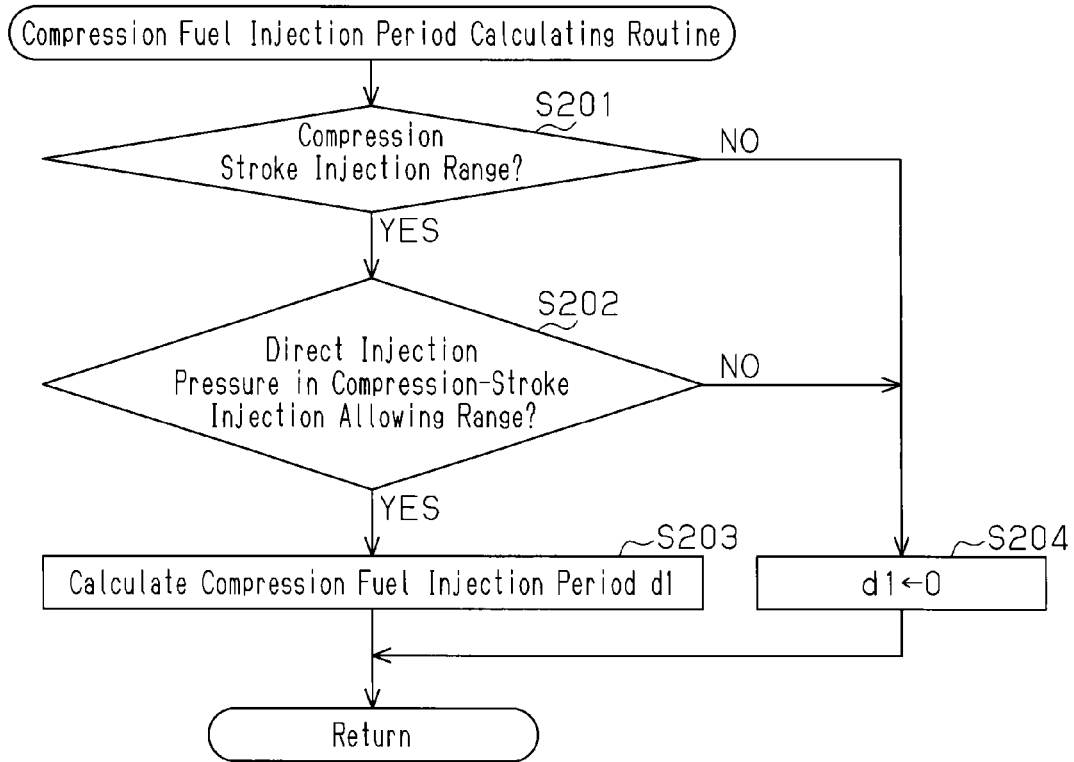 Compression Fuel Injection Period Calculating Routine
S201
Compression
Stroke Injection Range?
NO
YES
S202
Direct Injection
Pressure in Compression-Stroke
Injection Allowing Range?
NO
YES
S203
Calculate Compression Fuel Injection Period d1
S204
d1←0
Return